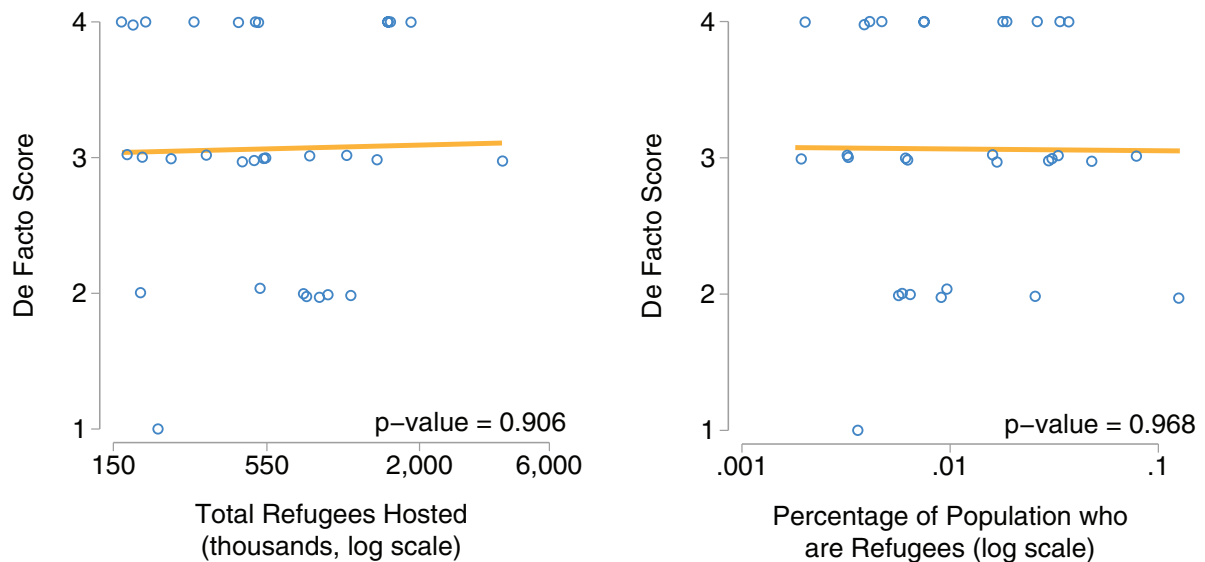 De Facto Score
4
3
2
1
p−value = 0.906
150 550 2,000 6,000
Total Refugees Hosted
(thousands, log scale)
De Facto Score
4
3
2
1
p−value = 0.968
.001 .01 .1
Percentage of Population who
are Refugees (log scale)